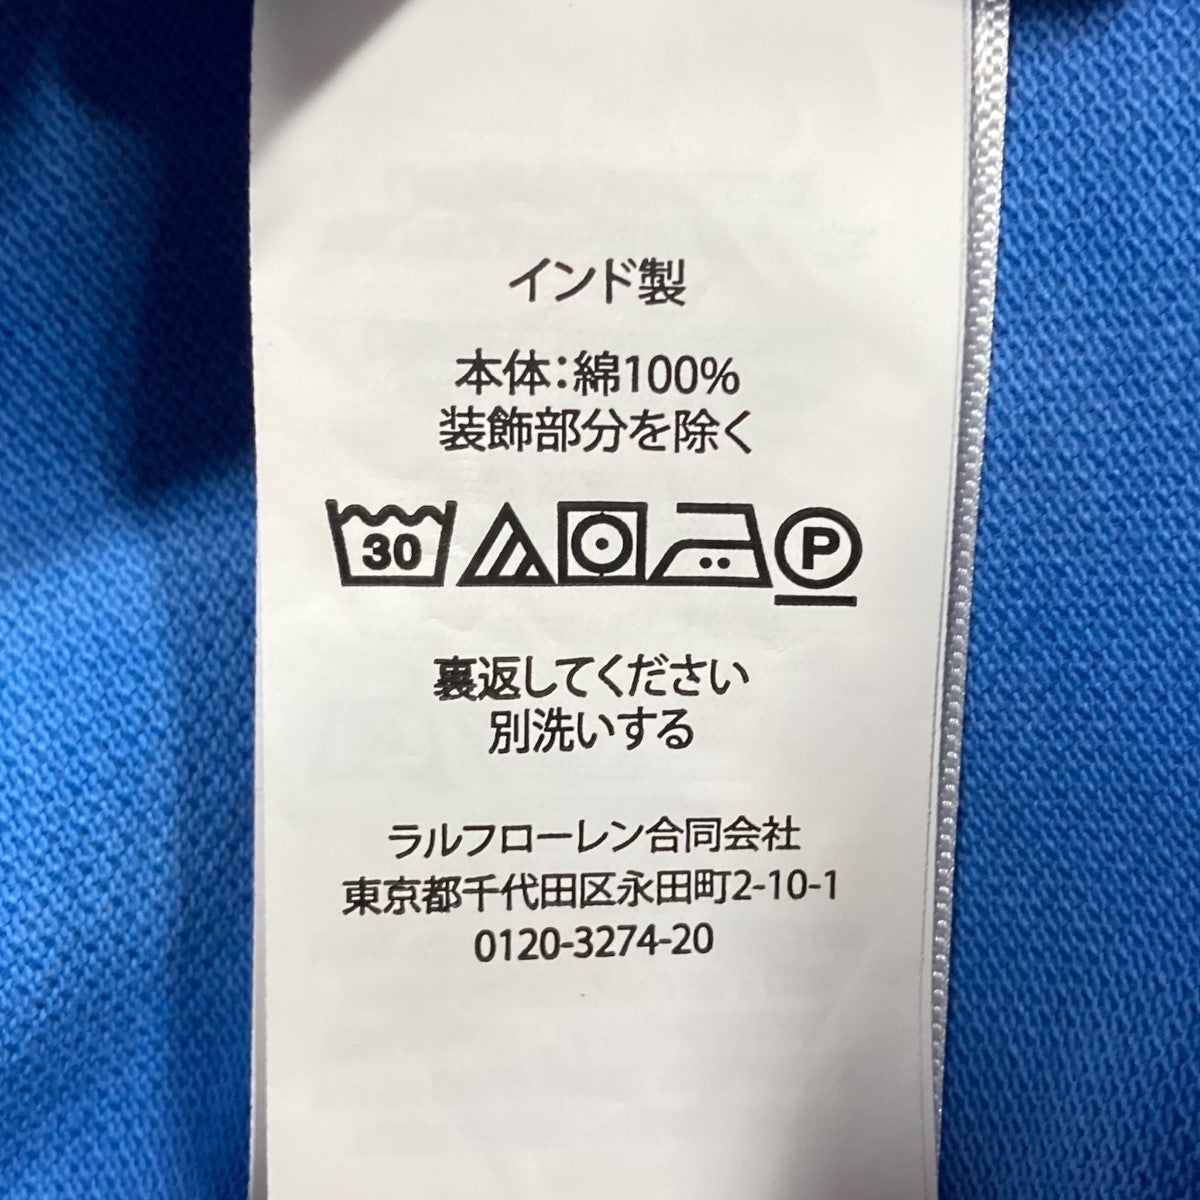 インド製
本体:綿100%
装飾部分を除く
30 P
裏返してください
別洗いする
ラルフローレン合同会社
東京都千代田区永田町2-10-1
0120-3274-20